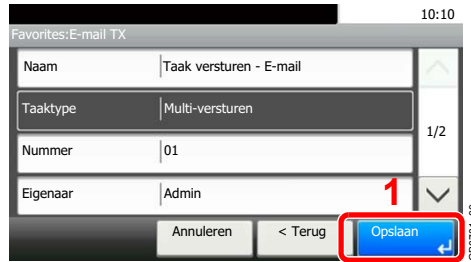 10:10
Favorites:E-mail TX
Naam Taak versturen - E-mail
Taaktype Multi-versturen
1/2
Nummer 01
Eigenaar Admin
1
Annuleren < Terug Opslaan